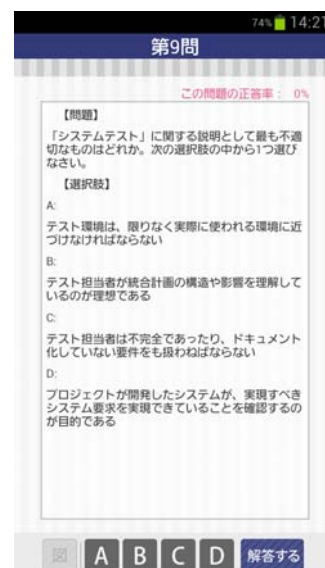 74% 14:21
第9問
この問題の正答率： 0%
【問題】
「システムテスト」に関する説明として最も不適
切なものはどれか。次の選択肢の中から1つ選び
なさい。
【選択肢】
A:
テスト環境は、限りなく実際に使われる環境に近
づけなければならない
B:
テスト担当者が統合計画の構造や影響を理解して
いるのが理想である
C:
テスト担当者は不完全であったり、ドキュメント
化していない要件をも扱わねばならない
D:
プロジェクトが開発したシステムが、実現すべき
システム要求を実現できていることを確認するの
が目的である
図 A B C D 解答する